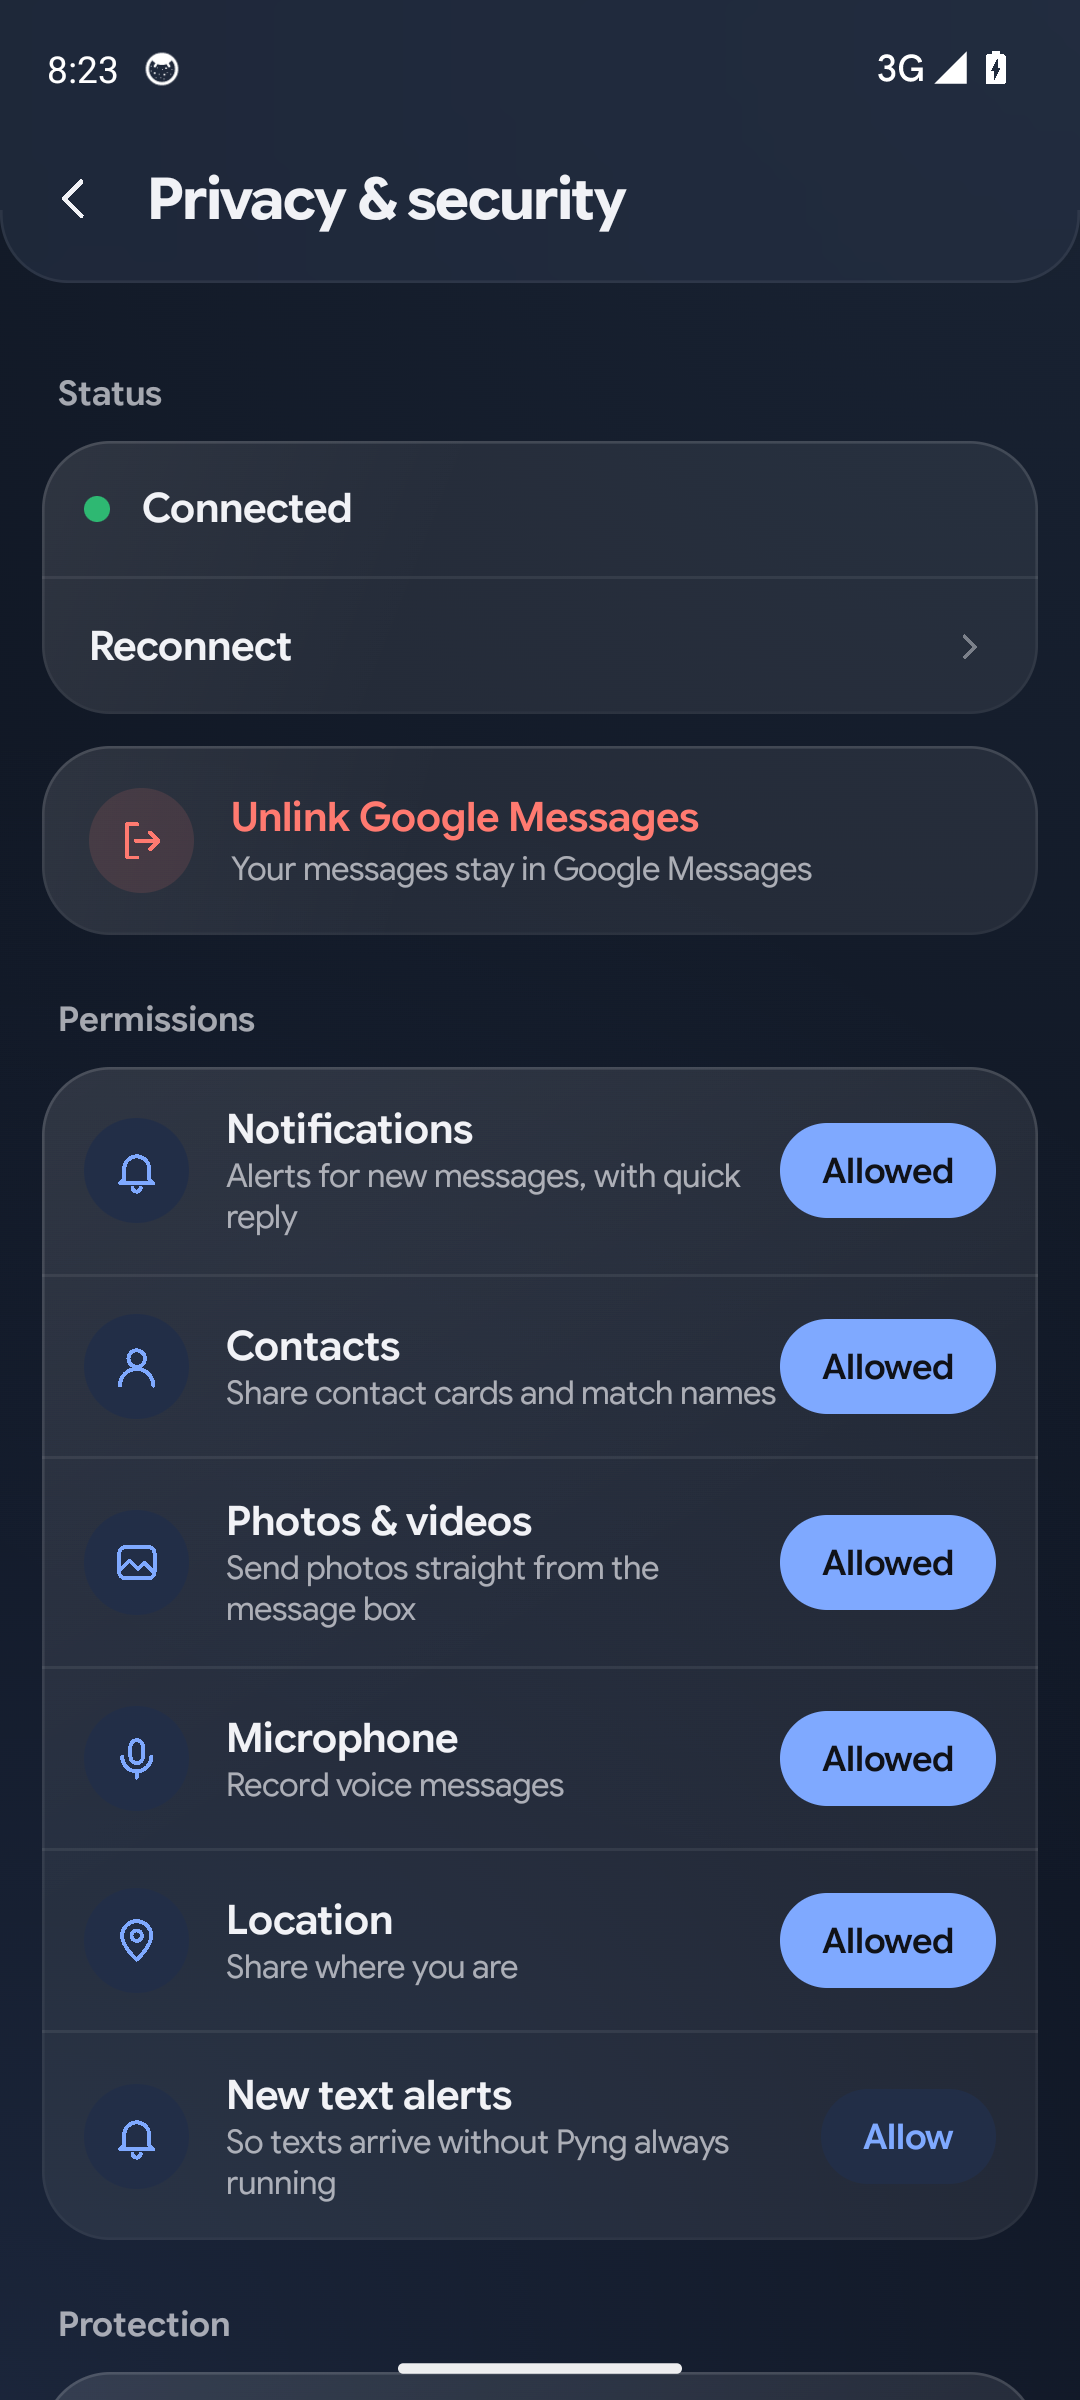 8:23
3G
Privacy & security
Status
Connected
Reconnect
Unlink Google Messages
Your messages stay in Google Messages
Permissions
Notifications
Alerts for new messages, with quick
reply
Allowed
Contacts
Share contact cards and match names
Allowed
Photos & videos
Send photos straight from the
message box
Allowed
Microphone
Record voice messages
Allowed
Location
Share where you are
Allowed
New text alerts
So texts arrive without Pyng always
running
Allow
Protection